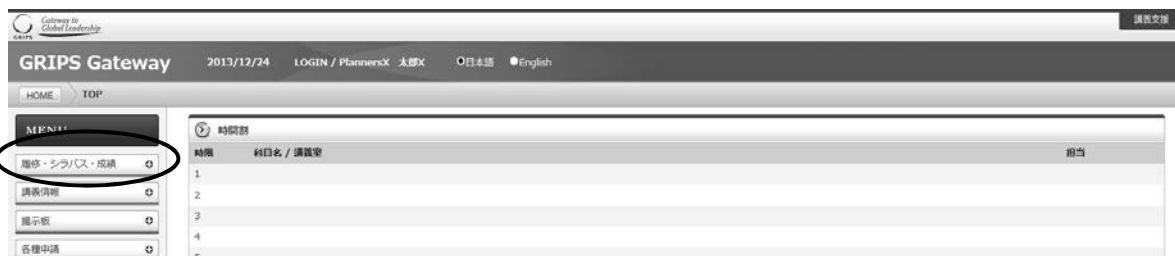 Gateway to
Global Leadership
GRIPS
講義支援
GRIPS Gateway 2013/12/24 LOGIN / PlannersX 太郎X 日本語 English
HOME TOP
MENU
履修・シラバス・成績
講義情報
掲示板
各種申請
時間割
時限 科目名 / 講義室 担当
1
2
3
4
5